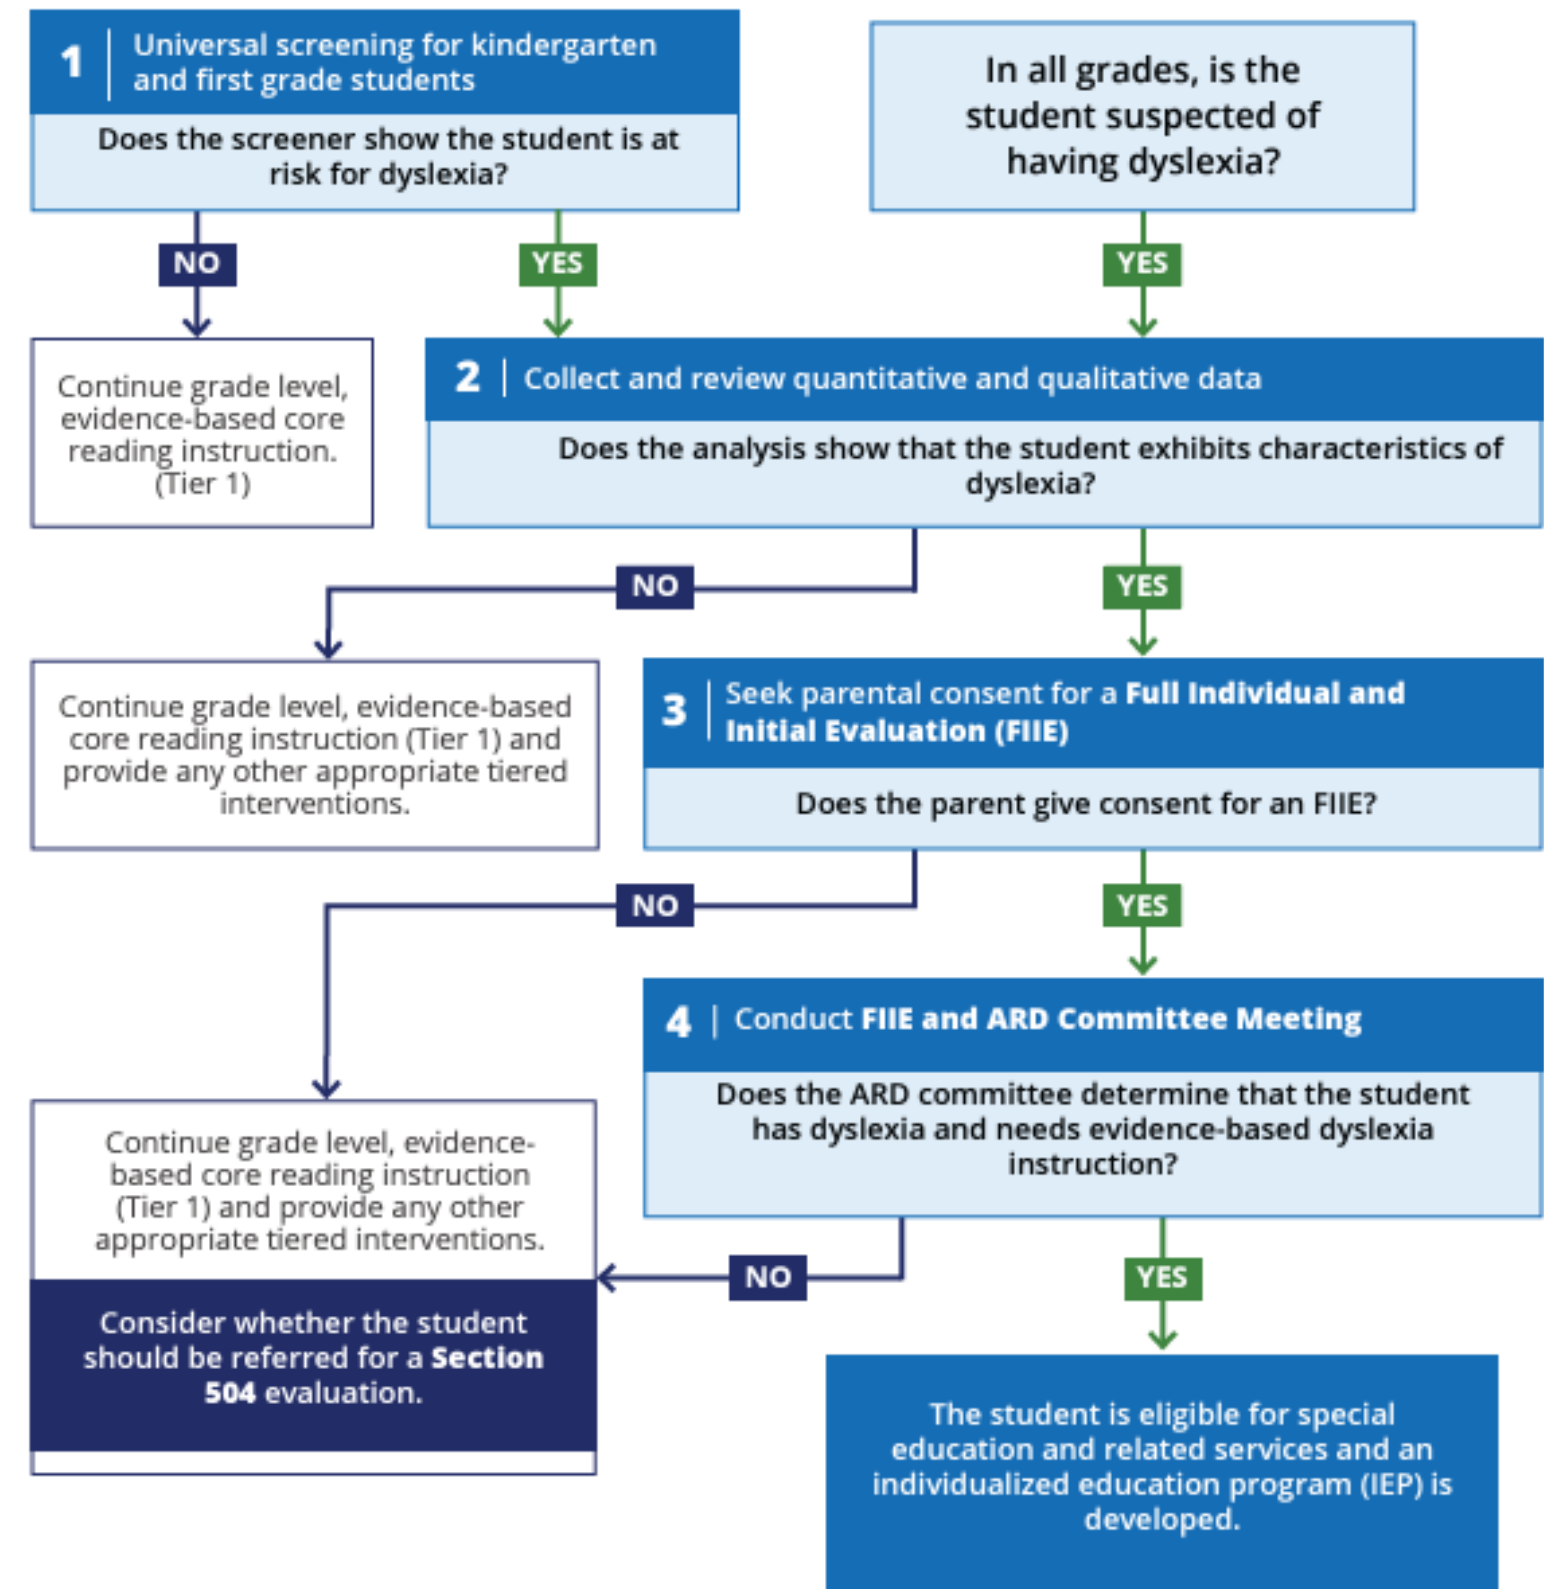 1
Universal screening for kindergarten
and first grade students
Does the screener show the student is at
risk for dyslexia?
In all grades, is the
student suspected of
having dyslexia?
NO
YES
YES
Continue grade level,
evidence-based core
reading instruction.
(Tier 1)
2
Collect and review quantitative and qualitative data
Does the analysis show that the student exhibits characteristics of
dyslexia?
NO
YES
Continue grade level, evidence-based
core reading instruction (Tier 1) and
provide any other appropriate tiered
interventions.
3
Seek parental consent for a Full Individual and
Initial Evaluation (FIIE)
Does the parent give consent for an FIIE?
NO
YES
4
Conduct FIIE and ARD Committee Meeting
Does the ARD committee determine that the student
has dyslexia and needs evidence-based dyslexia
instruction?
Continue grade level, evidence-
based core reading instruction
(Tier 1) and provide any other
appropriate tiered interventions.
NO
YES
Consider whether the student
should be referred for a Section
504 evaluation.
The student is eligible for special
education and related services and an
individualized education program (IEP) is
developed.